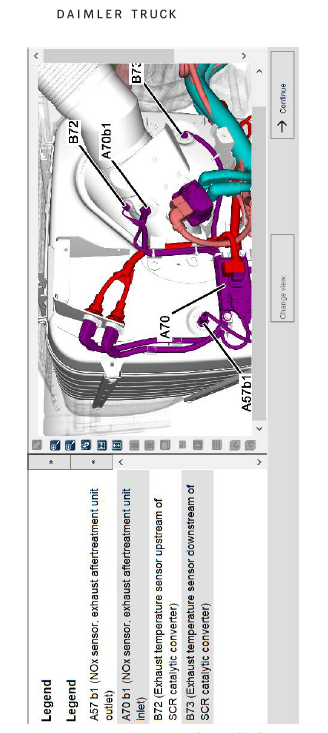 DAIMLER TRUCK
B72
A70b1
B73
A70
A57b1
Continue
Change view
Legend
Legend
A57 b1 (NOx sensor, exhaust aftertreatment unit
outlet)
A70 b1 (NOx sensor, exhaust aftertreatment unit
inlet)
B72 (Exhaust temperature sensor upstream of
SCR catalytic converter)
B73 (Exhaust temperature sensor downstream of
SCR catalytic converter)